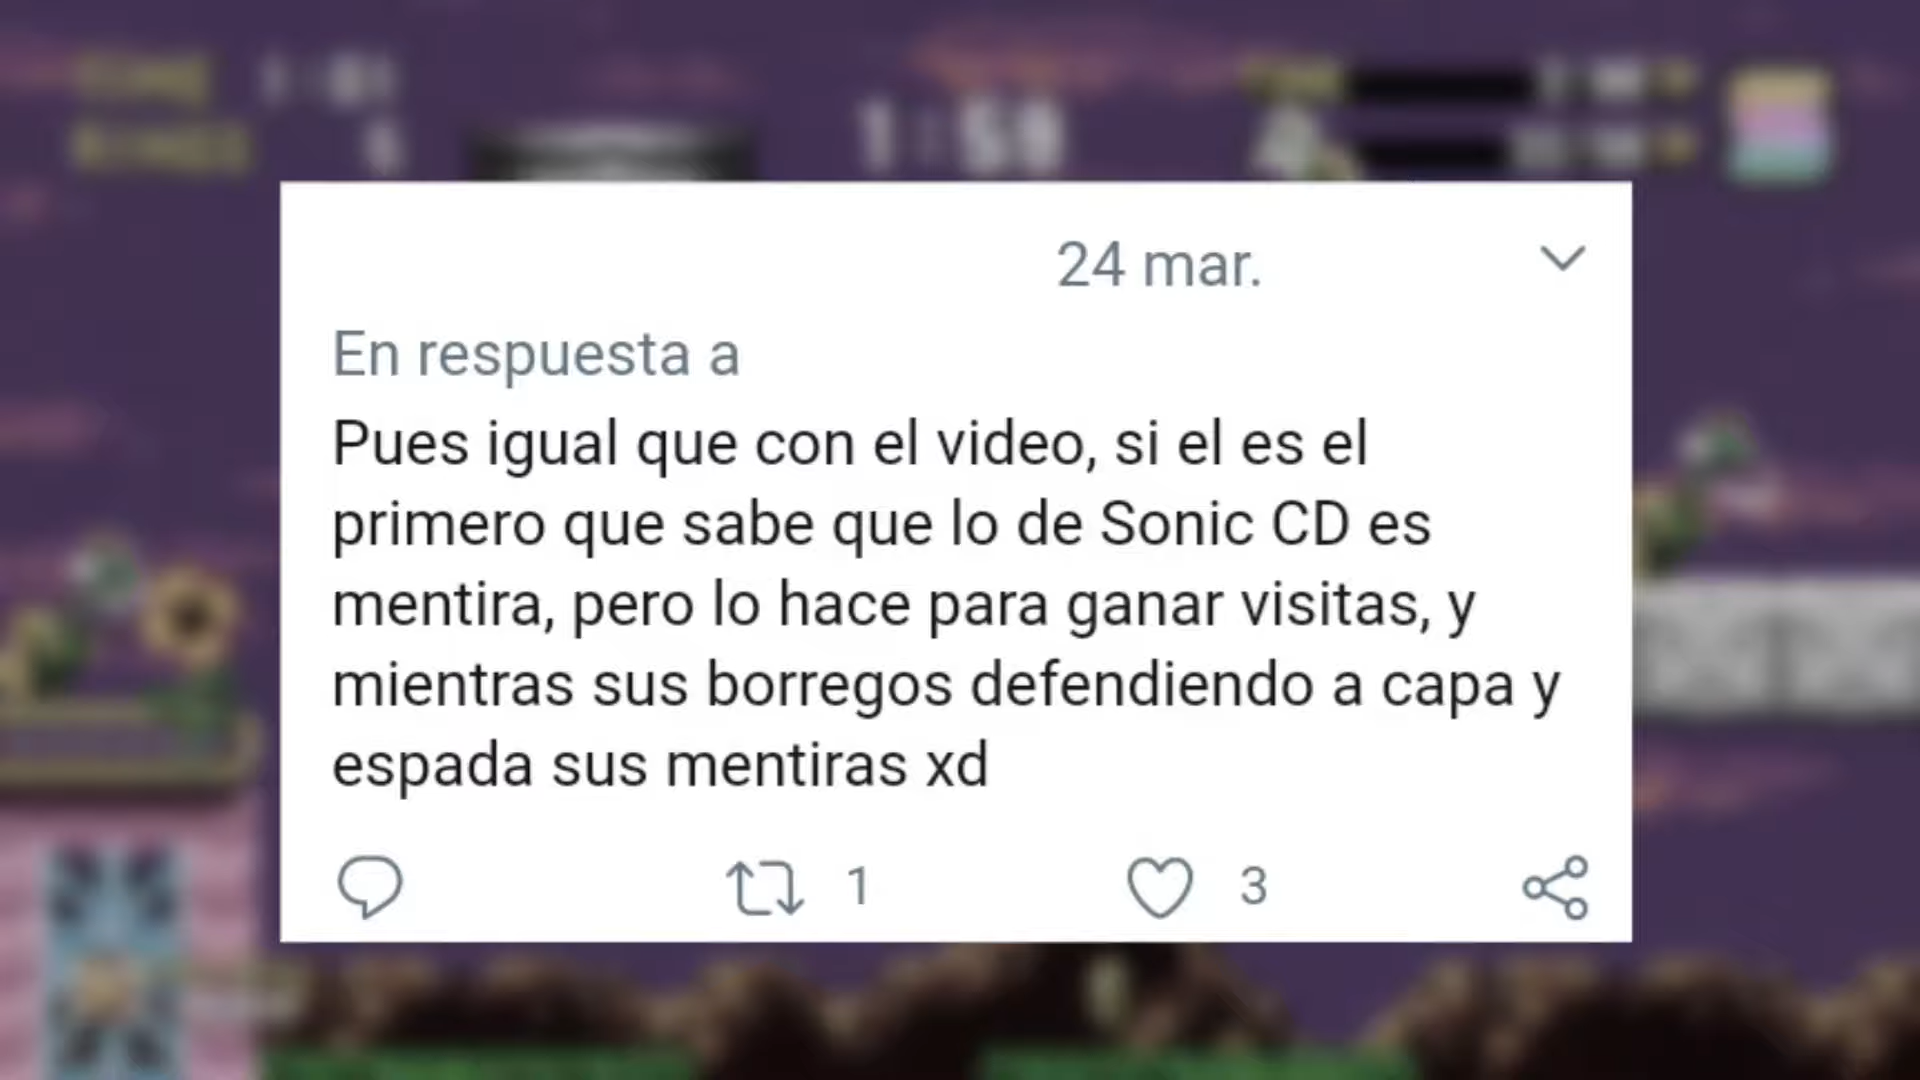 1:59
24 mar.
En respuesta a
Pues igual que con el video, si el es el
primero que sabe que lo de Sonic CD es
mentira, pero lo hace para ganar visitas, y
mientras sus borregos defendiendo a capa y
espada sus mentiras xd
1
3